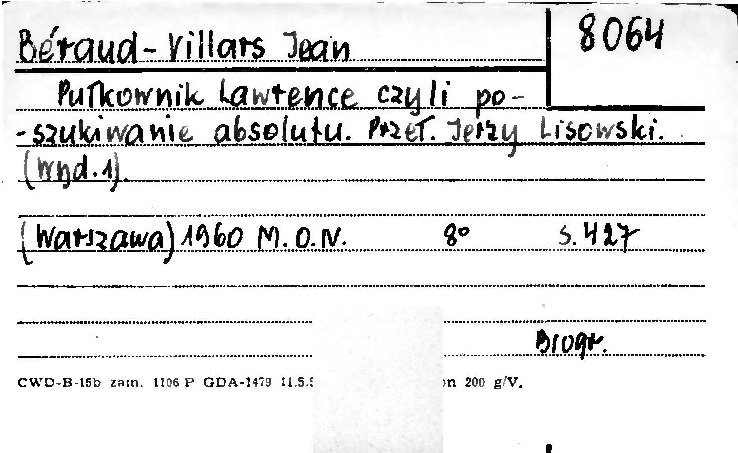 Béraud-Villars Jean
8064
Pułkownik Lawrence czyli po-
-szukiwanie absolutu. Przeł. Jerzy Lisowski.
(Wyd. 1).
(Warszawa) 1960 M.O.N. 8° S. 427
Biogr.
CWD-B-15b zam. 1106 P GDA-1479 11.5.5 n 200 g/V.